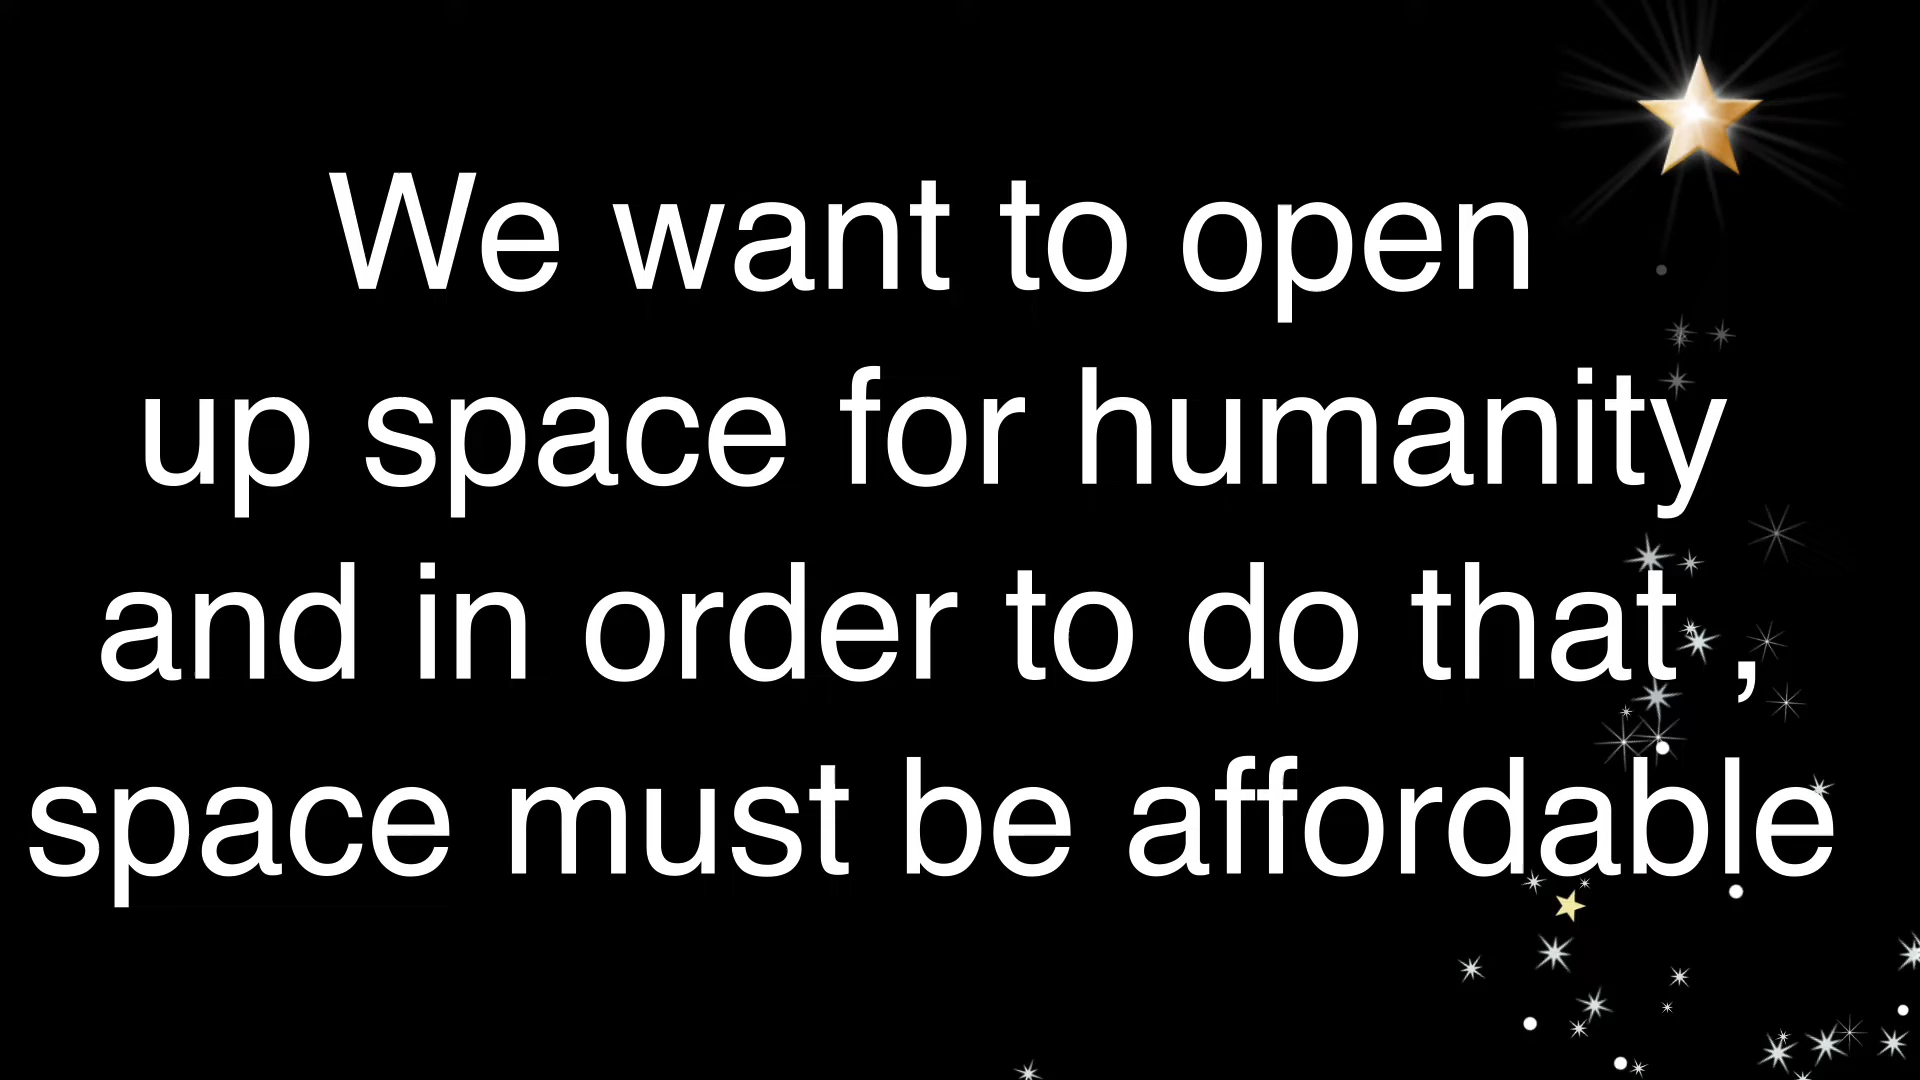 We want to open
up space for humanity
and in order to do that ,
space must be affordable